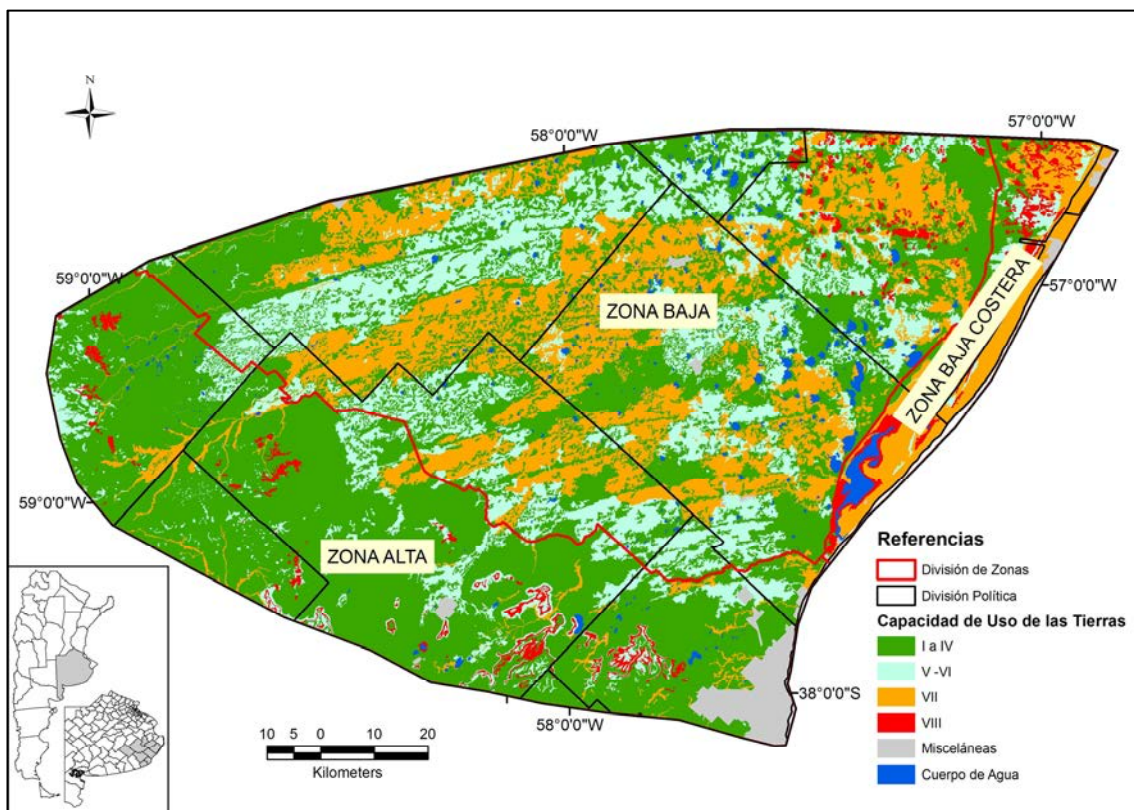 N
58°0'0"W
57°0'0"W
59°0'0"W
57°0'0"W
ZONA BAJA
ZONA BAJA COSTERA
59°0'0"W
ZONA ALTA
38°0'0"S
58°0'0"W
10 5 0 10 20
Kilometers
Referencias
División de Zonas
División Política
Capacidad de Uso de las Tierras
I a IV
V -VI
VII
VIII
Misceláneas
Cuerpo de Agua